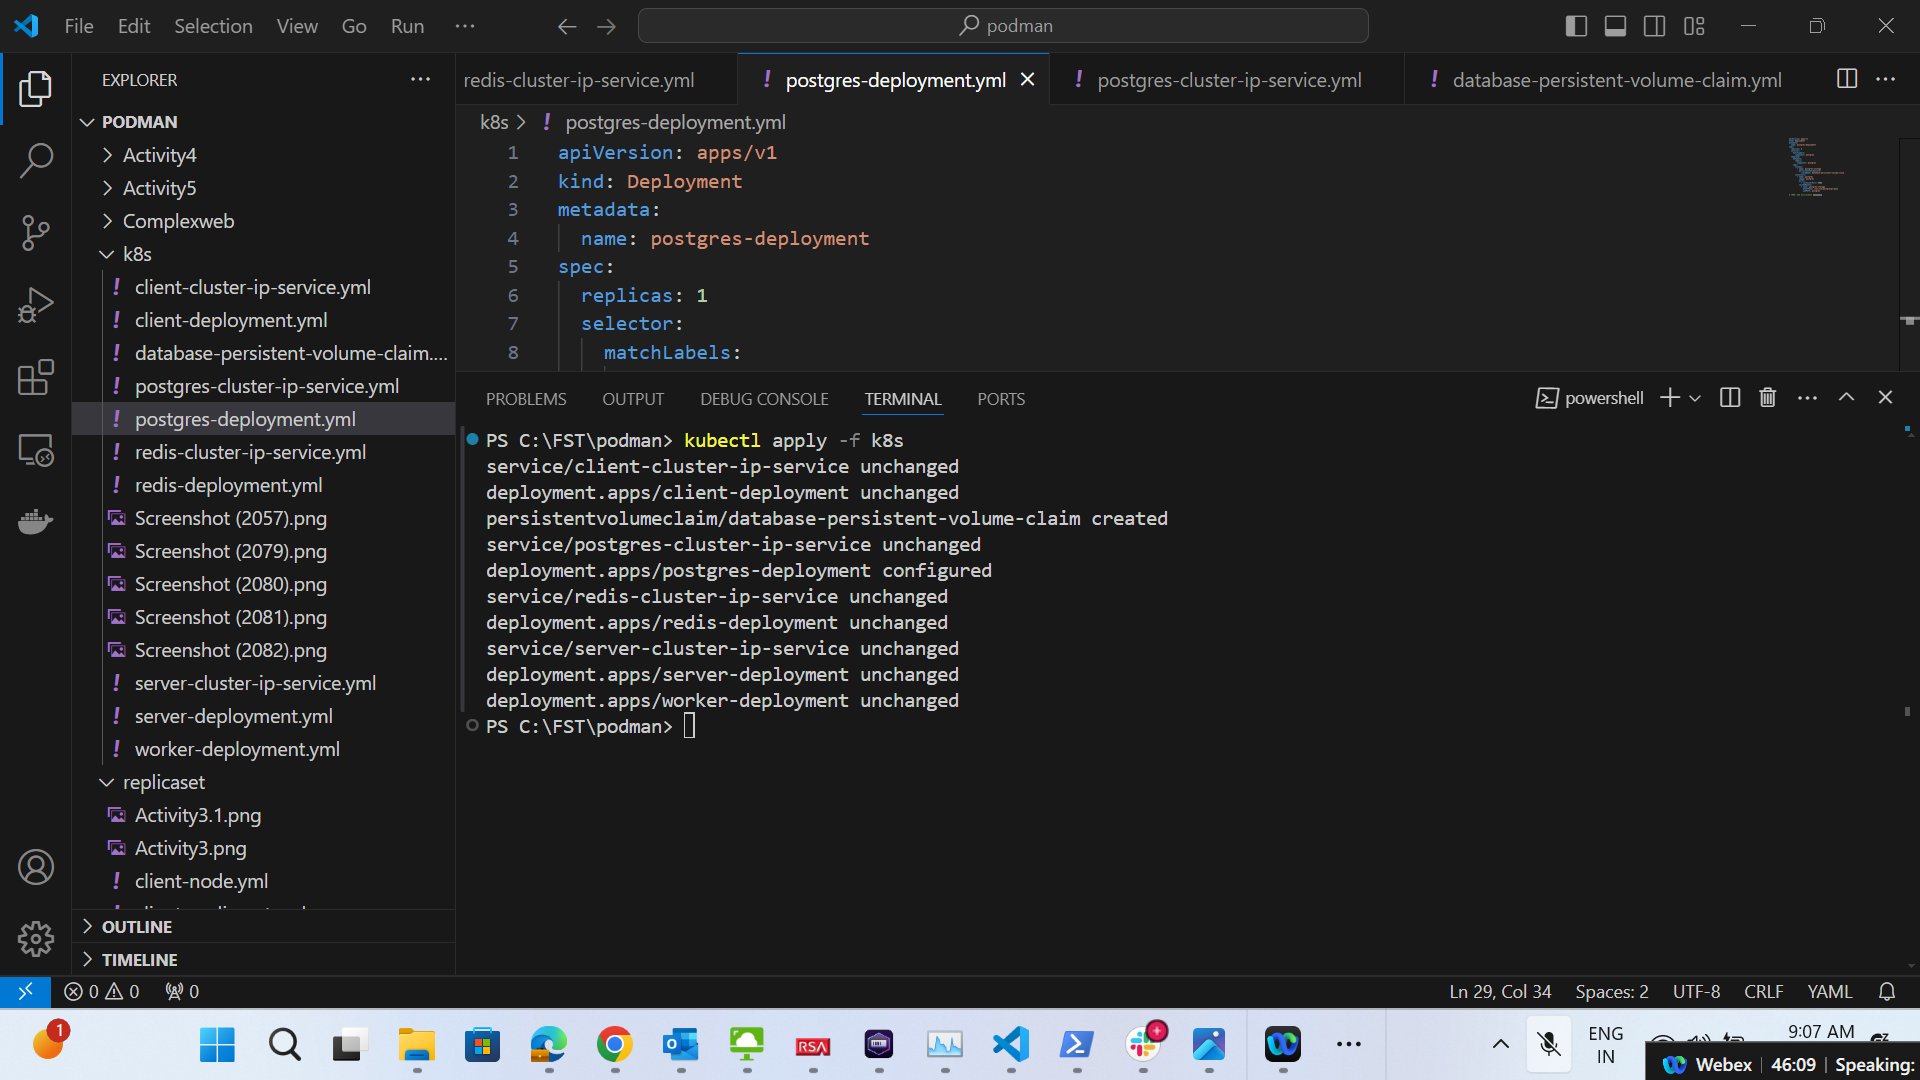 File Edit Selection View Go Run ···
podman
EXPLORER ···
PODMAN
Activity4
Activity5
Complexweb
k8s
! client-cluster-ip-service.yml
! client-deployment.yml
! database-persistent-volume-claim....
! postgres-cluster-ip-service.yml
! postgres-deployment.yml
! redis-cluster-ip-service.yml
! redis-deployment.yml
Screenshot (2057).png
Screenshot (2079).png
Screenshot (2080).png
Screenshot (2081).png
Screenshot (2082).png
! server-cluster-ip-service.yml
! server-deployment.yml
! worker-deployment.yml
replicaset
Activity3.1.png
Activity3.png
! client-node.yml
OUTLINE
TIMELINE
redis-cluster-ip-service.yml ! postgres-deployment.yml ! postgres-cluster-ip-service.yml ! database-persistent-volume-claim.yml
k8s > ! postgres-deployment.yml
1 apiVersion: apps/v1
2 kind: Deployment
3 metadata:
4 name: postgres-deployment
5 spec:
6 replicas: 1
7 selector:
8 matchLabels:
PROBLEMS OUTPUT DEBUG CONSOLE TERMINAL PORTS powershell
PS C:\FST\podman> kubectl apply -f k8s
service/client-cluster-ip-service unchanged
deployment.apps/client-deployment unchanged
persistentvolumeclaim/database-persistent-volume-claim created
service/postgres-cluster-ip-service unchanged
deployment.apps/postgres-deployment configured
service/redis-cluster-ip-service unchanged
deployment.apps/redis-deployment unchanged
service/server-cluster-ip-service unchanged
deployment.apps/server-deployment unchanged
deployment.apps/worker-deployment unchanged
PS C:\FST\podman>
0 0 0 Ln 29, Col 34 Spaces: 2 UTF-8 CRLF YAML
1
RSA
ENG
IN
9:07 AM
Webex 46:09 Speaking: